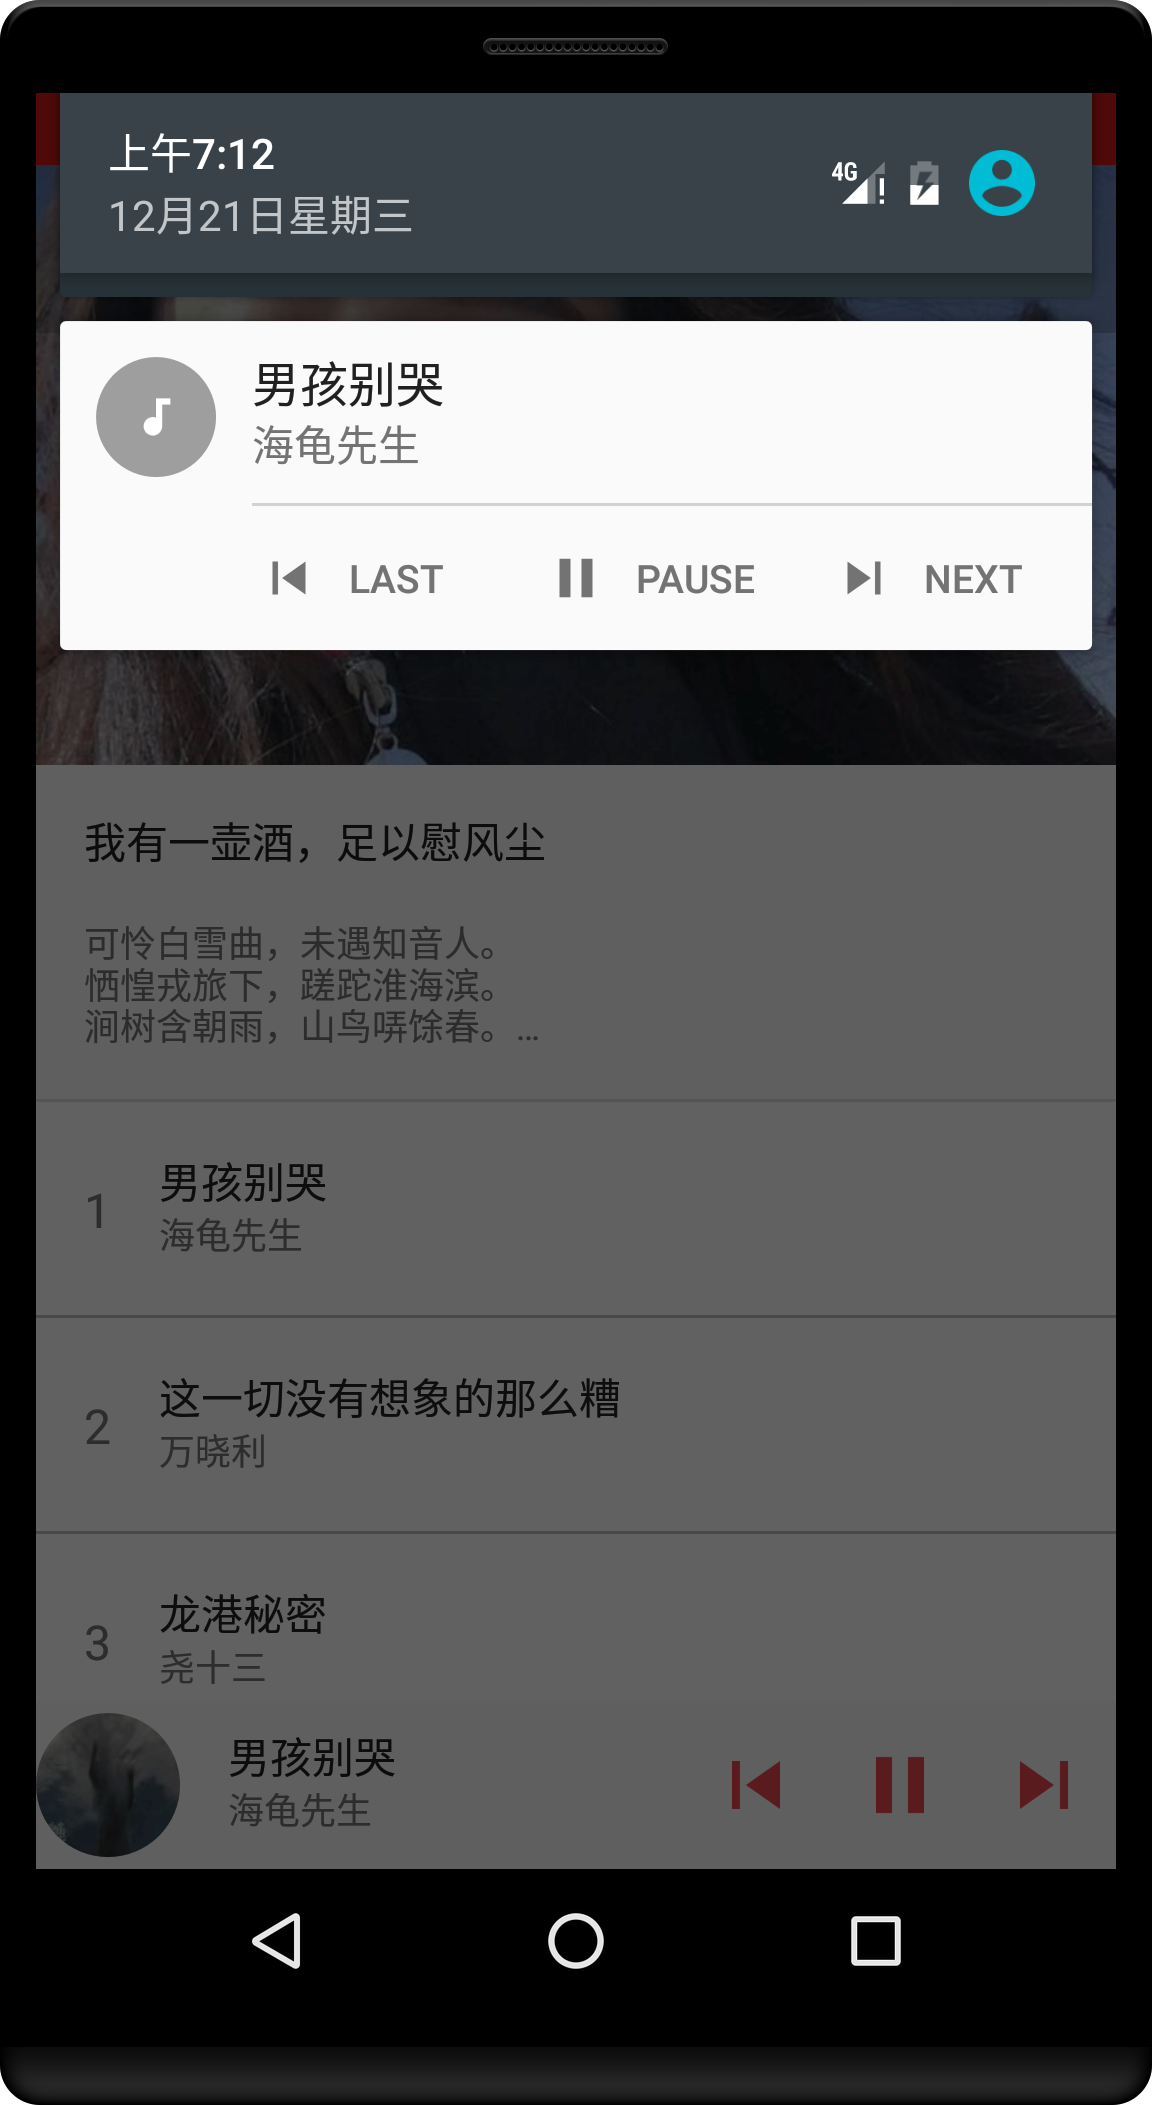 上午7:12
12月21日星期三
4G
男孩别哭
海龟先生
LAST PAUSE NEXT
我有一壶酒，足以慰风尘
可怜白雪曲，未遇知音人。
恓惶戎旅下，蹉跎淮海滨。
涧树含朝雨，山鸟哢馀春。…
1
男孩别哭
海龟先生
2
这一切没有想象的那么糟
万晓利
3
龙港秘密
尧十三
男孩别哭
海龟先生